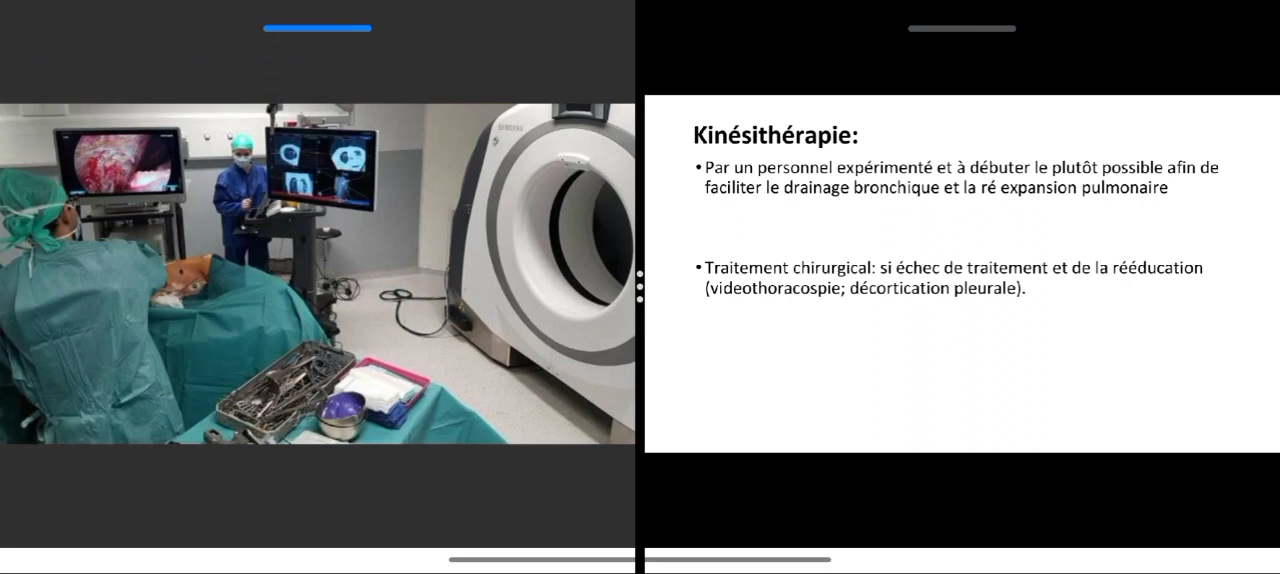 SAMSUNG
Kinésithérapie:
•Par un personnel expérimenté et à débuter le plutôt possible afin de
faciliter le drainage bronchique et la ré expansion pulmonaire
•Traitement chirurgical: si échec de traitement et de la rééducation
(videothoracospie; décortication pleurale).